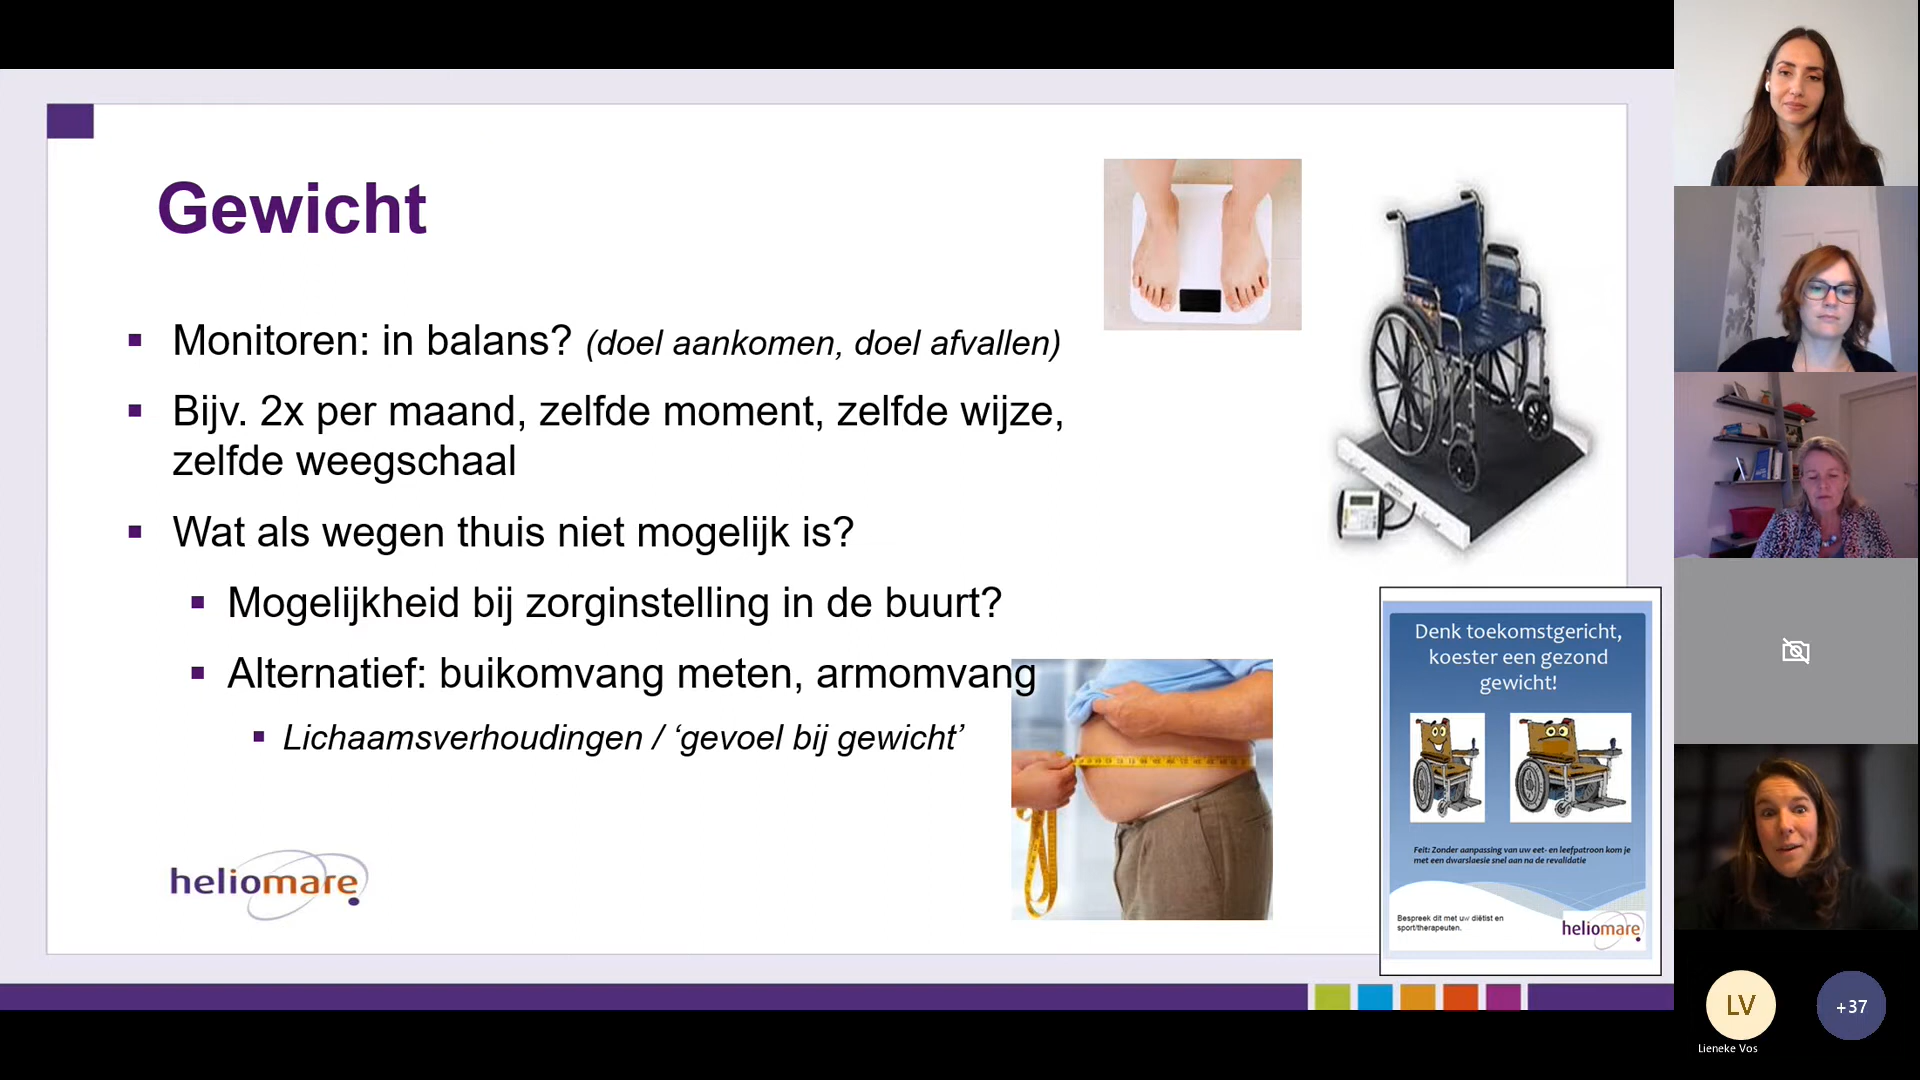 Gewicht
Monitoren: in balans? (doel aankomen, doel afvallen)
Bijv. 2x per maand, zelfde moment, zelfde wijze,
zelfde weegschaal
Wat als wegen thuis niet mogelijk is?
Mogelijkheid bij zorginstelling in de buurt?
Alternatief: buikomvang meten, armomvang
Lichaamsverhoudingen / ‘gevoel bij gewicht’
heliomare
Denk toekomstgericht,
koester een gezond
gewicht!
Feit: Zonder aanpassing van uw eet- en leefpatroon kom je
met een dwarslaesie snel aan na de revalidatie
Bespreek dit met uw diëtist en
sport/therapeuten.
heliomare
LV
Lieneke Vos
+37